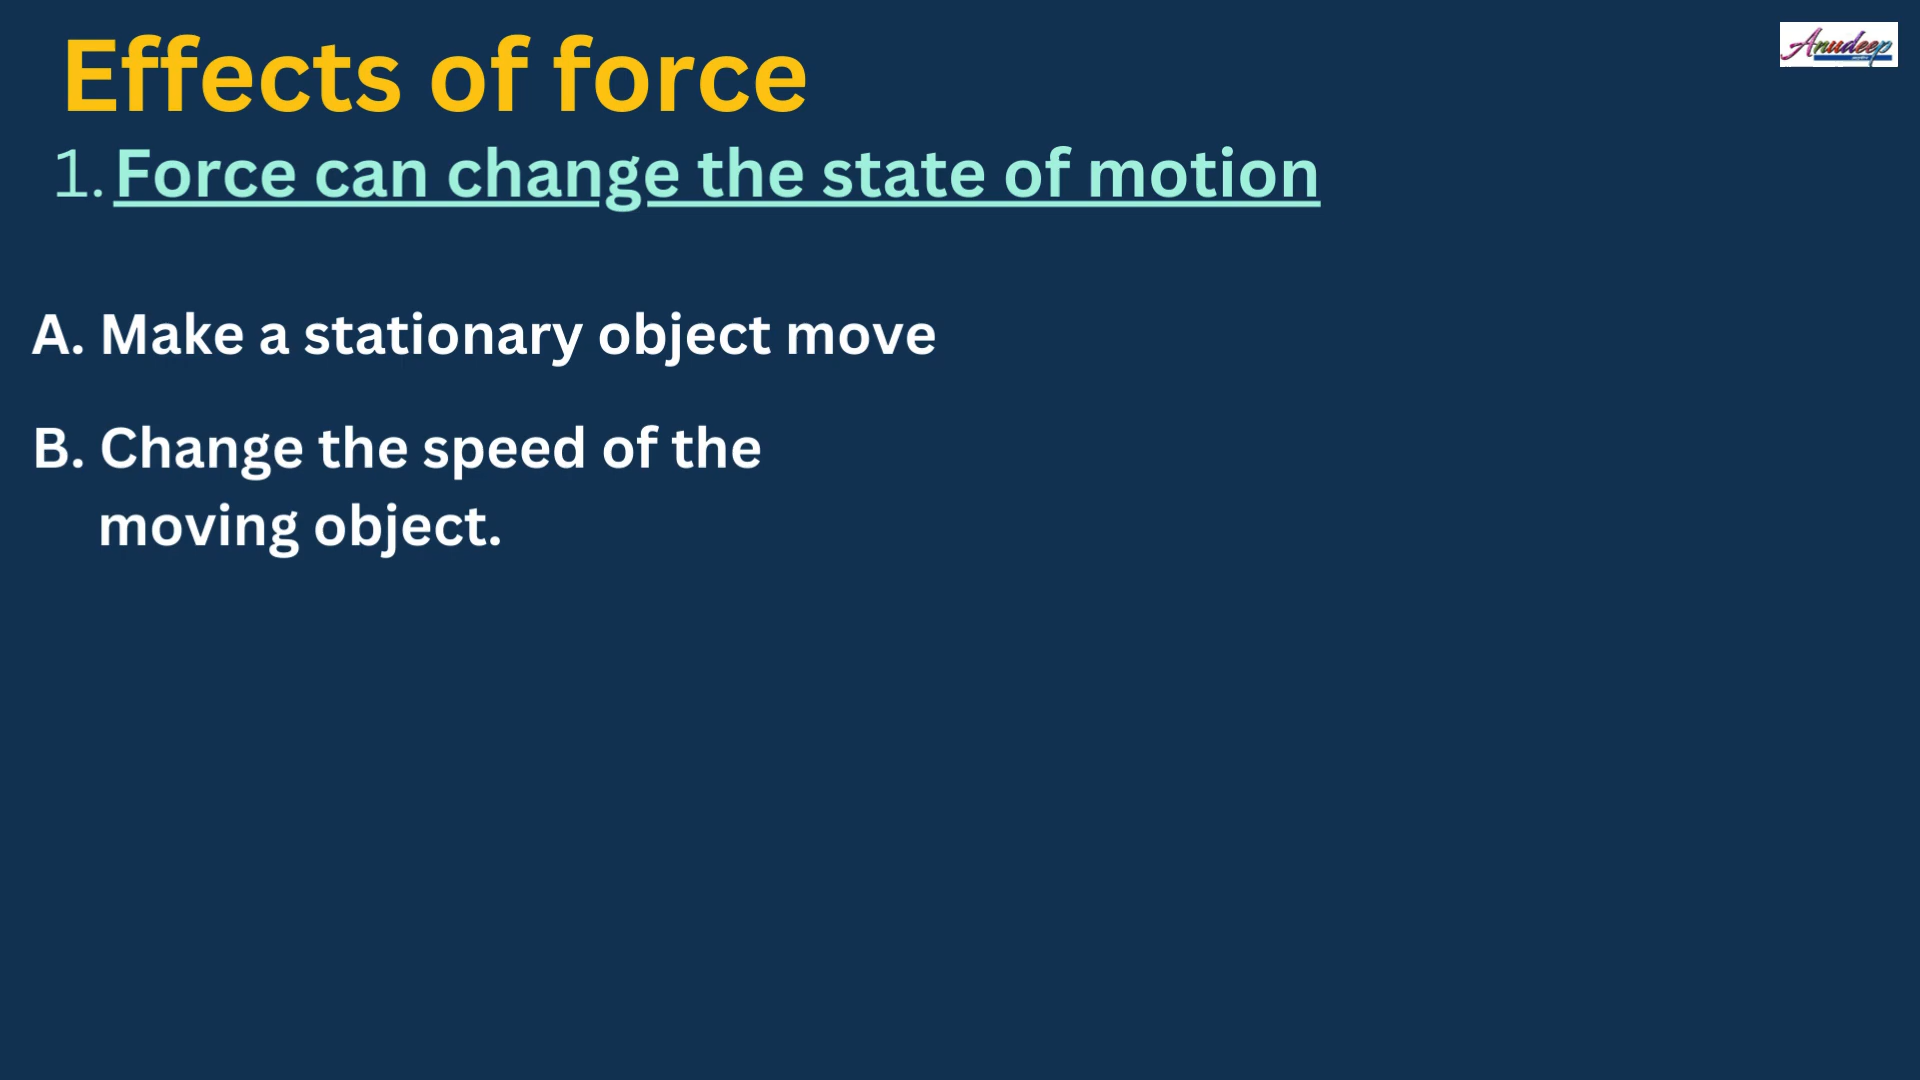 Effects of force
Anudeep
1. Force can change the state of motion
A. Make a stationary object move
B. Change the speed of the
moving object.